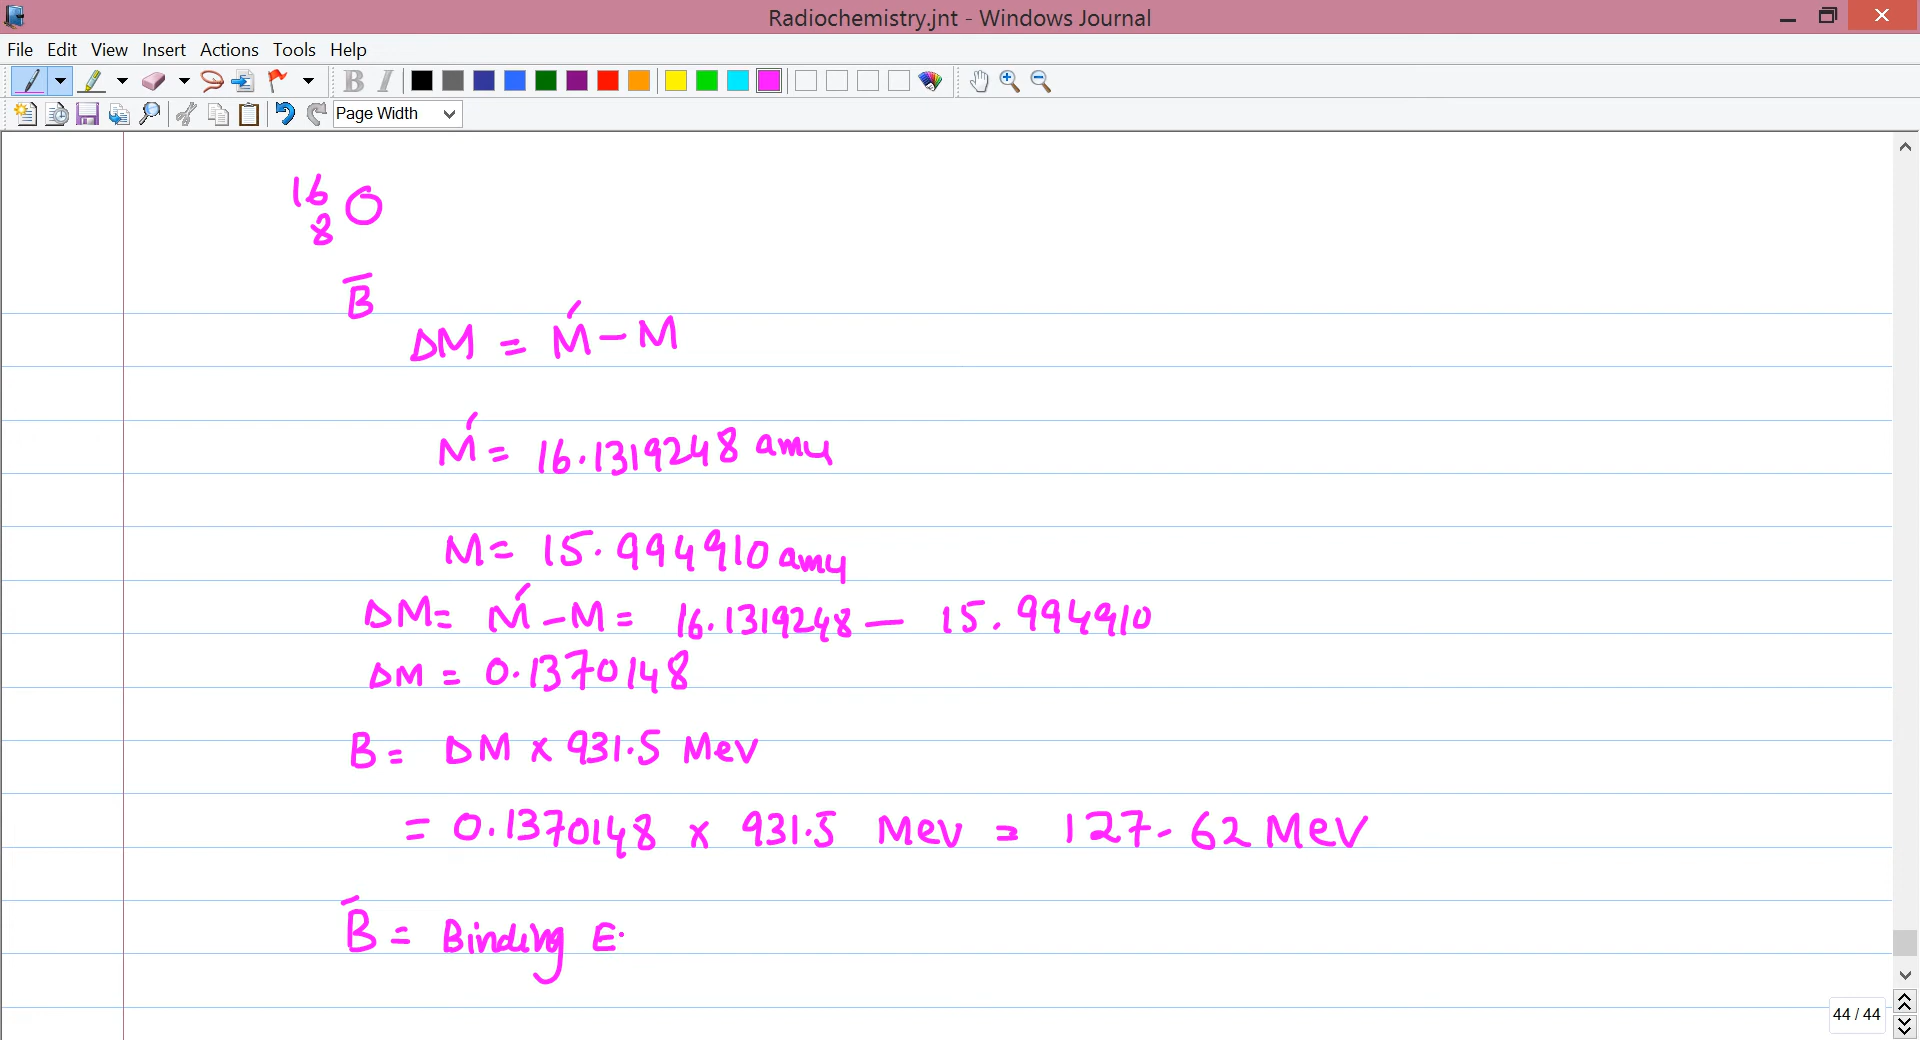 Radiochemistry.jnt - Windows Journal
File Edit View Insert Actions Tools Help
B I
Page Width
16
8 O
B̅
ΔM = Ḿ - M
Ḿ = 16.1319248 amu
M = 15.994910 amu
ΔM = Ḿ - M = 16.1319248 — 15.994910
ΔM = 0.1370148
B = ΔM × 931.5 Mev
= 0.1370148 × 931.5 Mev = 127.62 MeV
B̅ = Binding E.
44 / 44